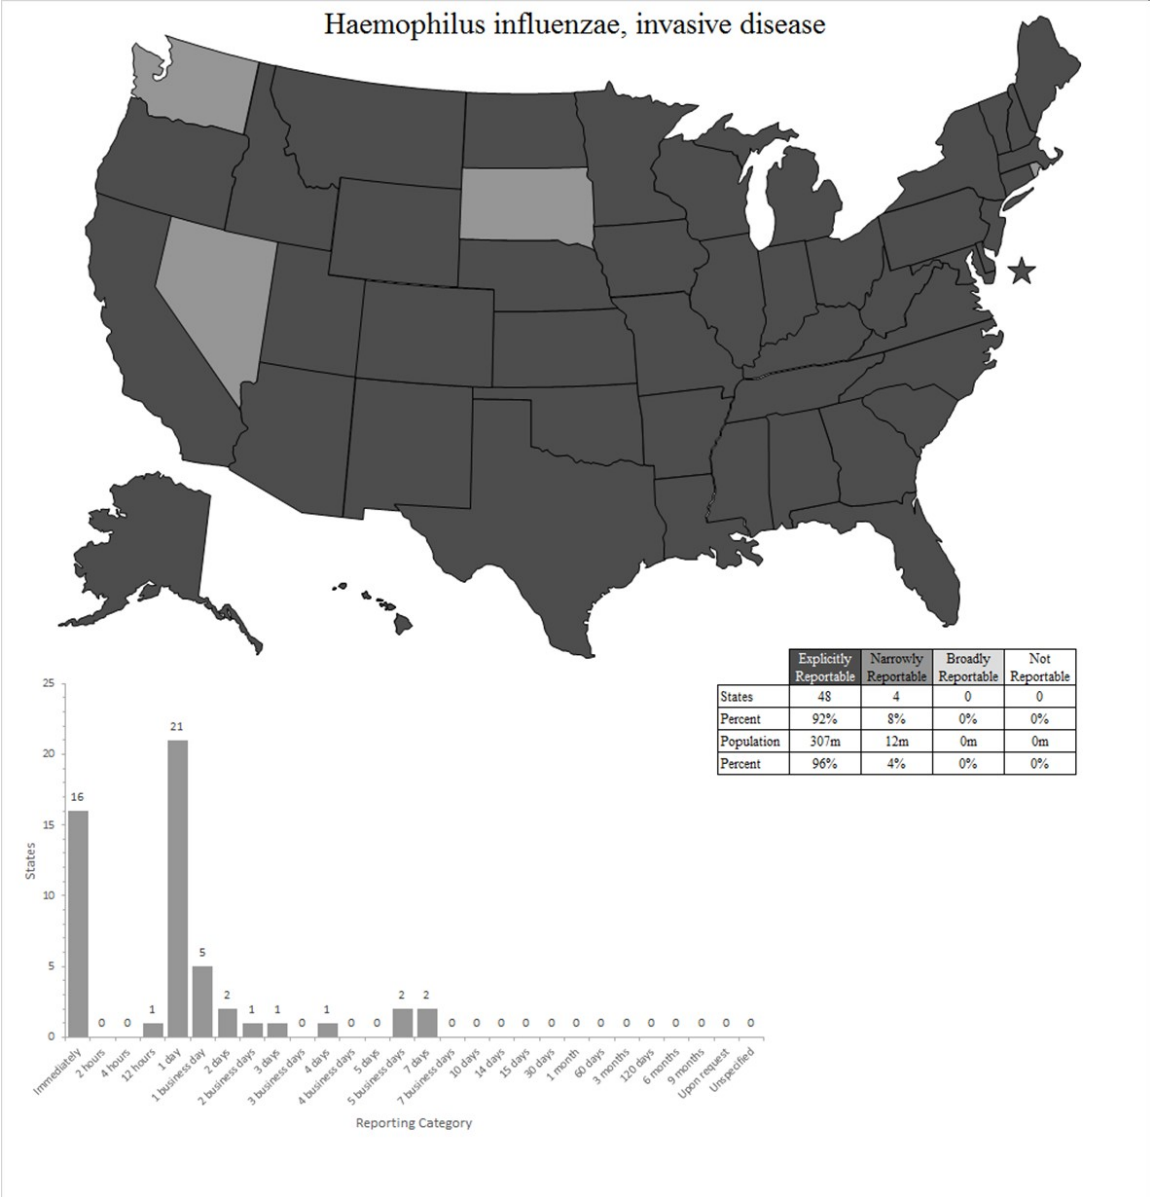 Haemophilus influenzae, invasive disease
Explicitly Reportable Narrowly Reportable Broadly Reportable Not Reportable
States 48 4 0 0
Percent 92% 8% 0% 0%
Population 307m 12m 0m 0m
Percent 96% 4% 0% 0%
25
20
15
10
5
0
States
16 0 0 1 21 5 2 1 1 0 1 0 0 2 2 0 0 0 0 0 0 0 0 0 0 0 0 0
Immediately
2 hours
4 hours
12 hours
1 day
1 business day
2 days
2 business days
3 days
3 business days
4 days
4 business days
5 days
5 business days
7 days
7 business days
10 days
14 days
15 days
30 days
1 month
60 days
3 months
120 days
6 months
9 months
Upon request
Unspecified
Reporting Category